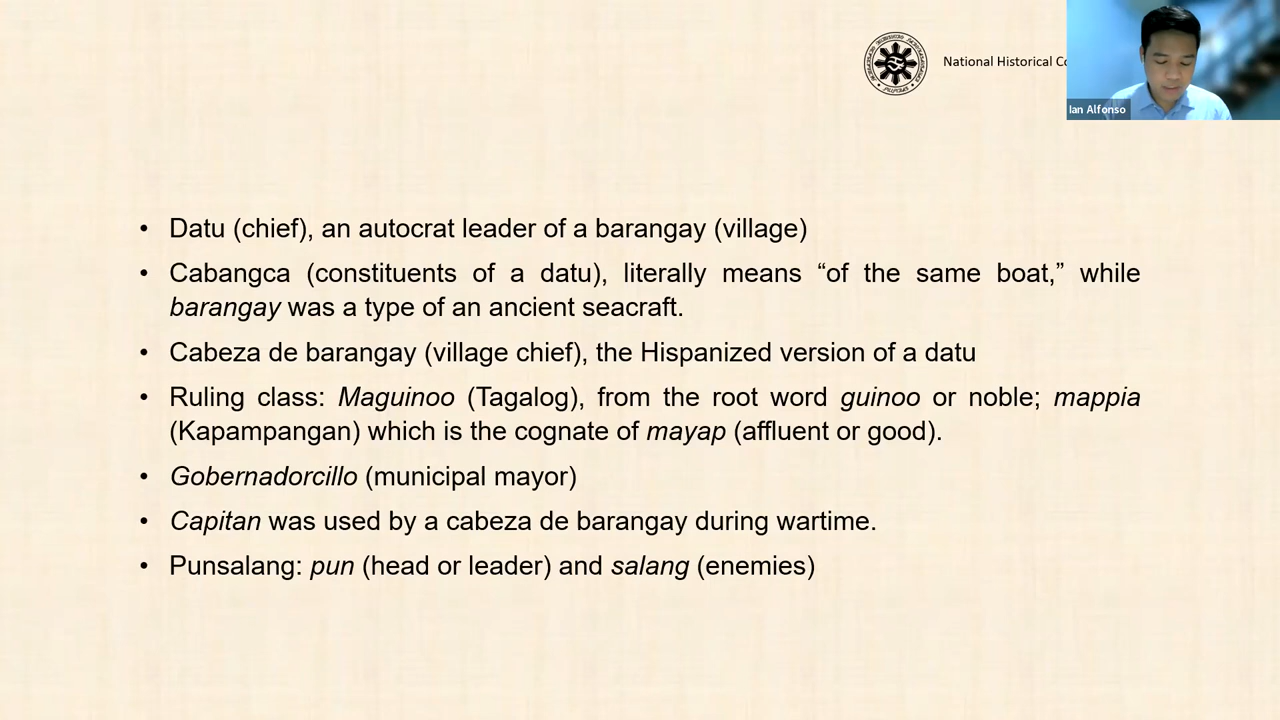 National Historical
Ian Alfonso
• Datu (chief), an autocrat leader of a barangay (village)
• Cabangca (constituents of a datu), literally means “of the same boat,” while
barangay was a type of an ancient seacraft.
• Cabeza de barangay (village chief), the Hispanized version of a datu
• Ruling class: Maguinoo (Tagalog), from the root word guinoo or noble; mappia
(Kapampangan) which is the cognate of mayap (affluent or good).
• Gobernadorcillo (municipal mayor)
• Capitan was used by a cabeza de barangay during wartime.
• Punsalang: pun (head or leader) and salang (enemies)